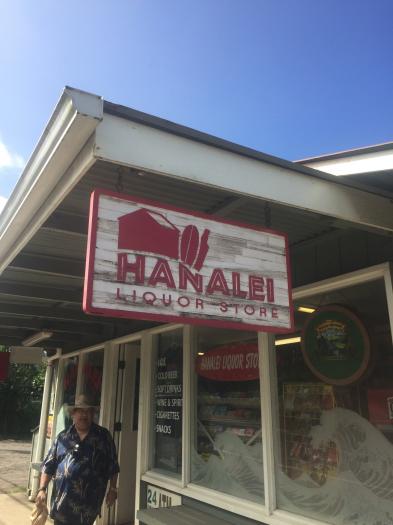 HANALEI
LIQUOR STORE
HANALEI LIQUOR STORE
ICE
COLD BEER
SOFT DRINKS
WINE & SPIRITS
CIGARETTES
SNACKS
24